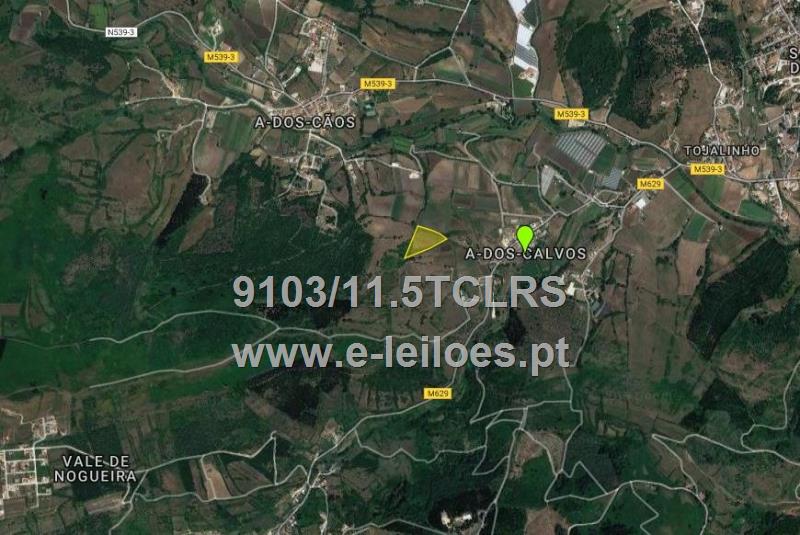 N539-3
M539-3
M539-3
A-DOS-CÃOS
M539-3
S
D
TOJALINHO
M539-3
M629
A-DOS-CALVOS
9103/11.5TCLRS
www.e-leiloes.pt
M629
VALE DE
NOGUEIRA